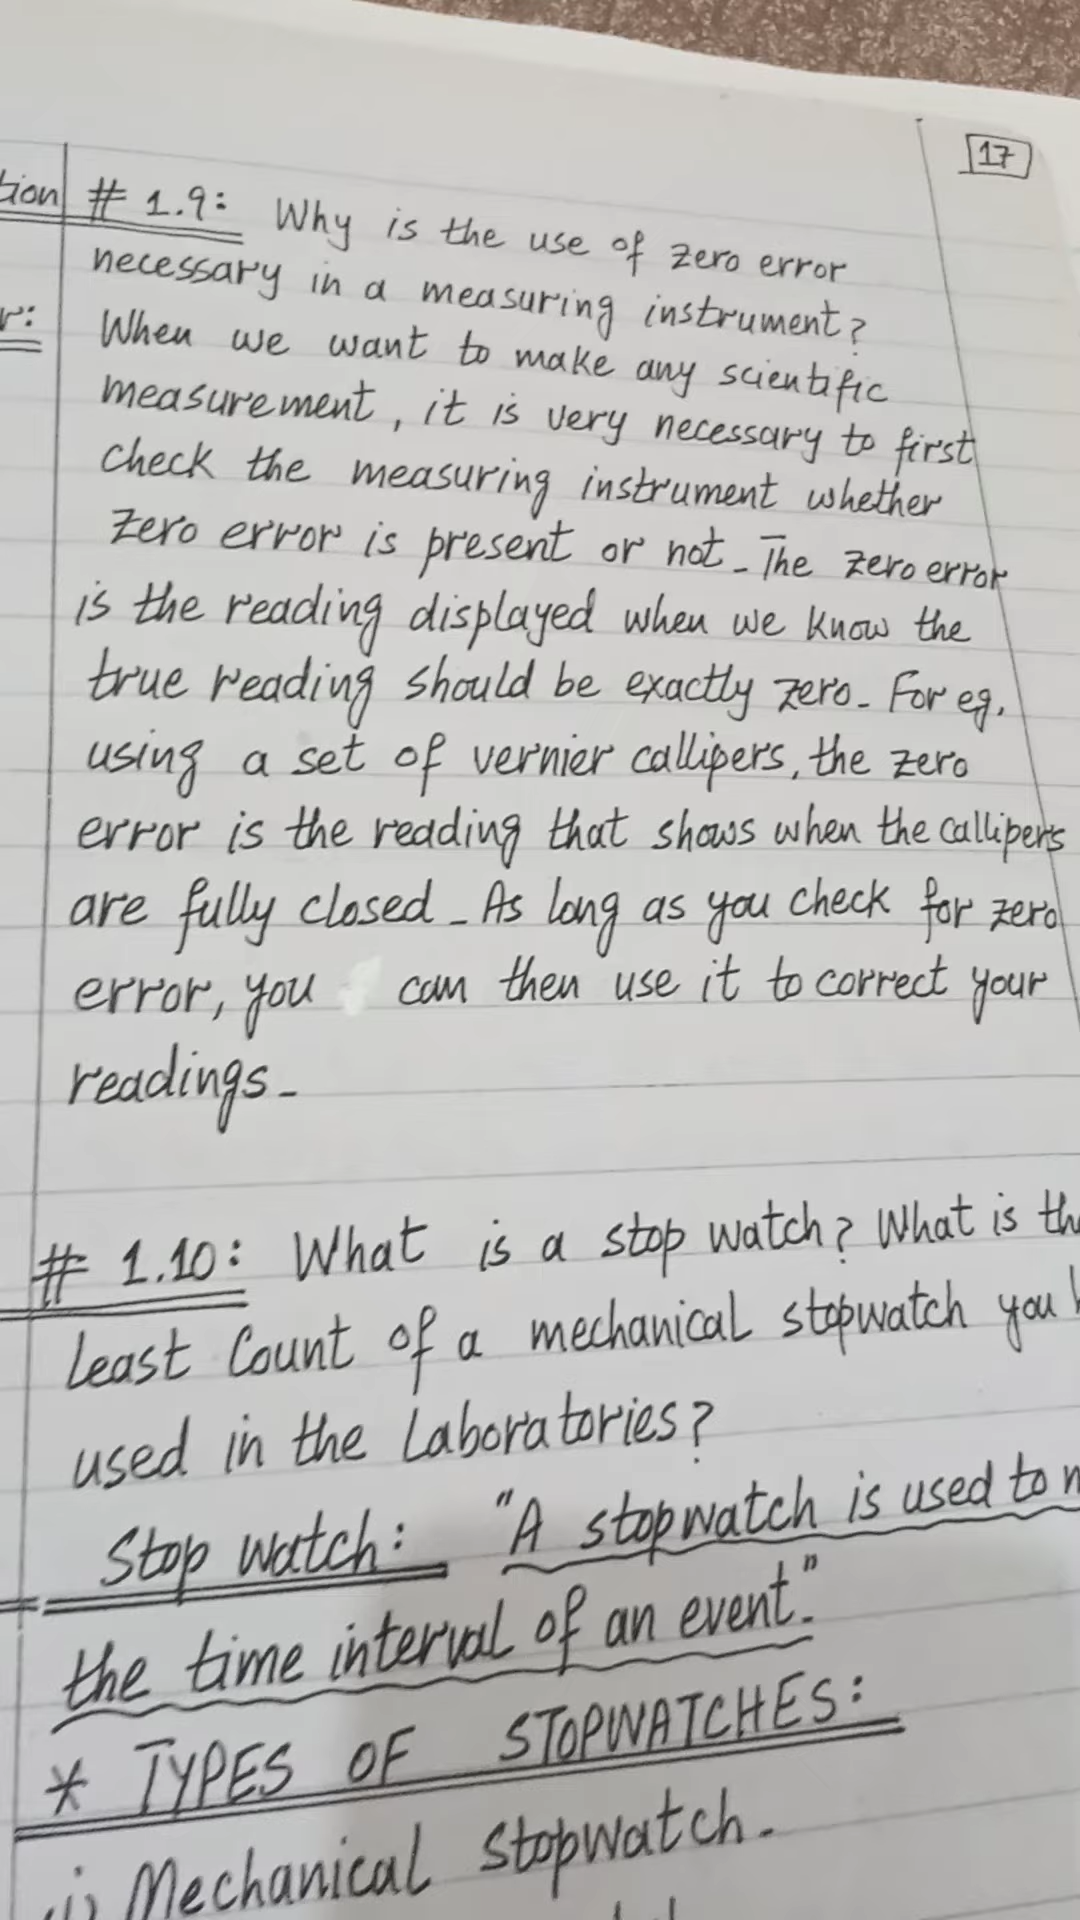 17
tion # 1.9: Why is the use of zero error
necessary in a measuring instrument?
r: When we want to make any scientific
measurement, it is very necessary to first
check the measuring instrument whether
zero error is present or not. The zero error
is the reading displayed when we know the
true reading should be exactly zero. For eg.
using a set of vernier callipers, the zero
error is the reading that shows when the callipers
are fully closed. As long as you check for zero
error, you can then use it to correct your
readings.
# 1.10: What is a stop watch? What is th
Least Count of a mechanical stopwatch you
used in the Laboratories?
Stop watch: "A stopwatch is used to
the time interval of an event."
* TYPES OF STOPWATCHES:
i) Mechanical Stopwatch.